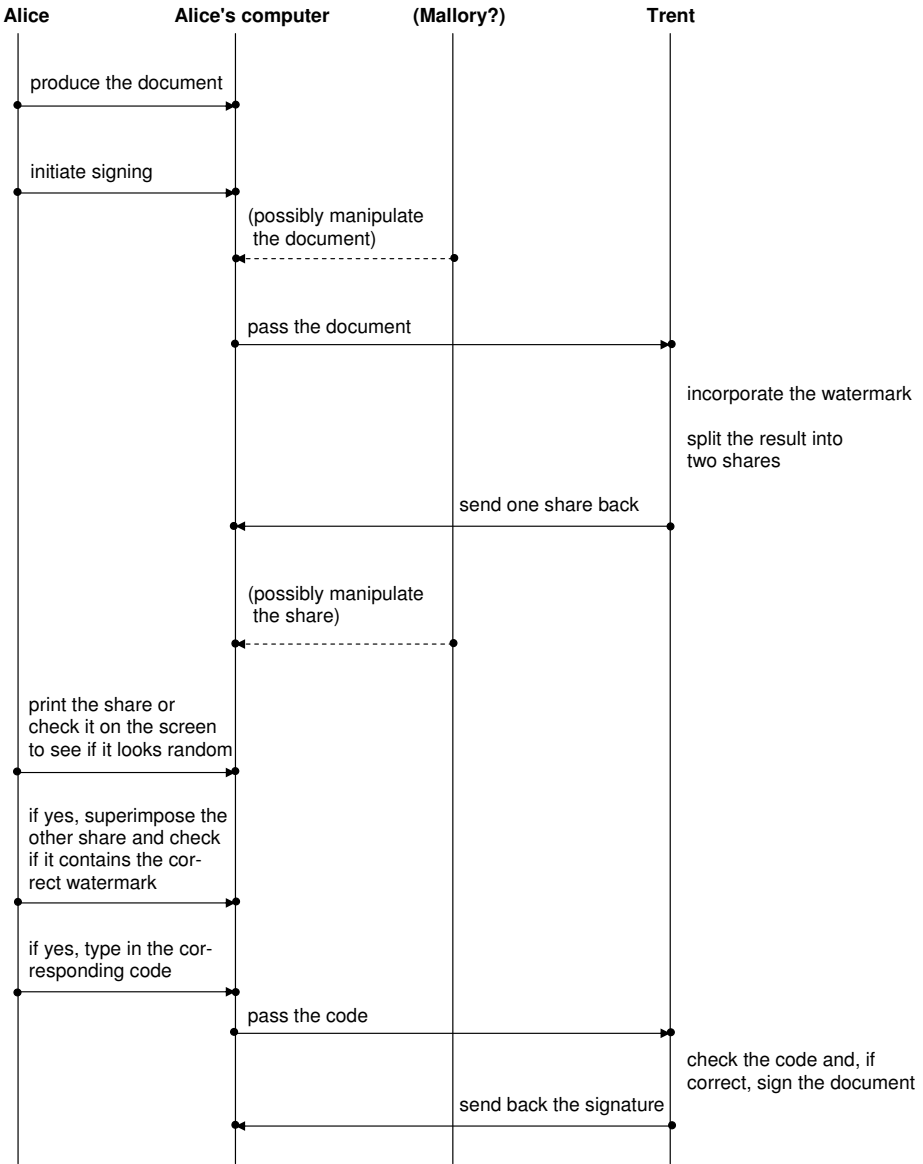 Alice
Alice's computer
(Mallory?)
Trent
produce the document
initiate signing
(possibly manipulate
the document)
pass the document
incorporate the watermark
split the result into
two shares
send one share back
(possibly manipulate
the share)
print the share or
check it on the screen
to see if it looks random
if yes, superimpose the
other share and check
if it contains the cor-
rect watermark
if yes, type in the cor-
responding code
pass the code
check the code and, if
correct, sign the document
send back the signature